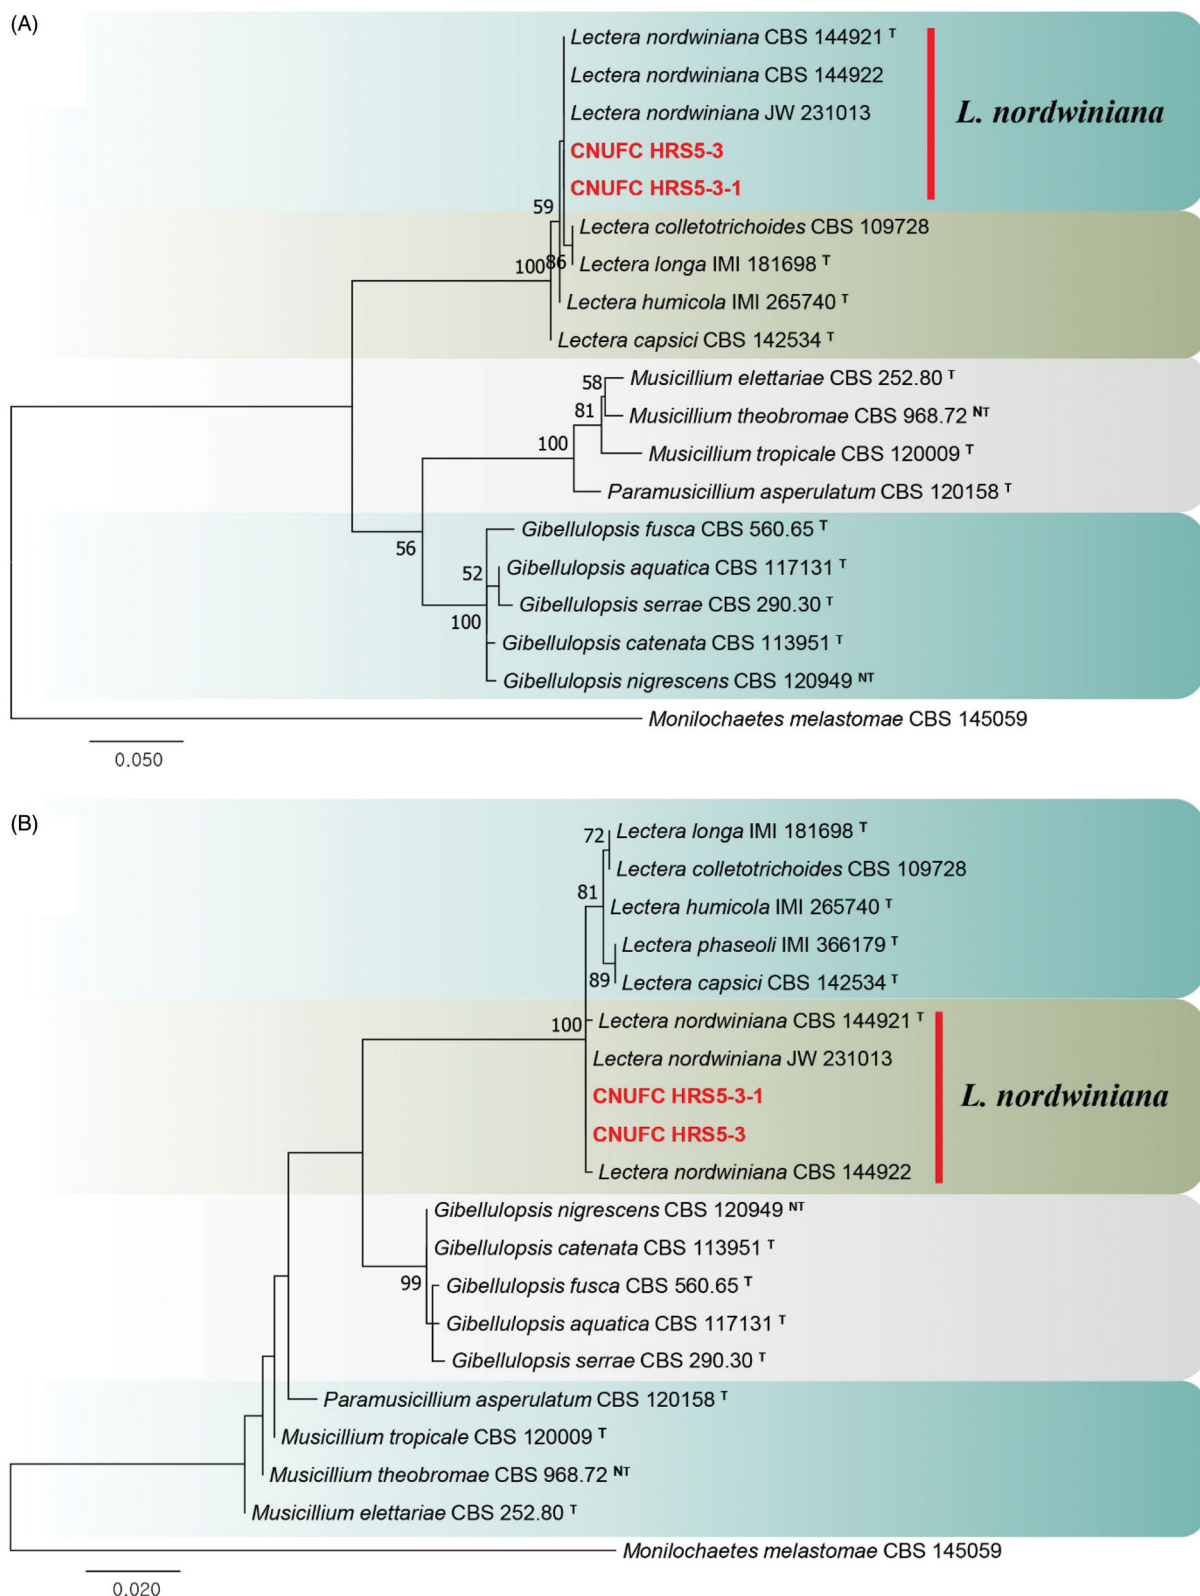 (A)
Lectera nordwiniana CBS 144921 T
Lectera nordwiniana CBS 144922
Lectera nordwiniana JW 231013
L. nordwiniana
CNUFC HRS5-3
CNUFC HRS5-3-1
59
Lectera colletotrichoides CBS 109728
100
86
Lectera longa IMI 181698 T
Lectera humicola IMI 265740 T
Lectera capsici CBS 142534 T
58
Musicillium elettariae CBS 252.80 T
81
Musicillium theobromae CBS 968.72 NT
100
Musicillium tropicale CBS 120009 T
Paramusicillium asperulatum CBS 120158 T
56
Gibellulopsis fusca CBS 560.65 T
52
Gibellulopsis aquatica CBS 117131 T
Gibellulopsis serrae CBS 290.30 T
100
Gibellulopsis catenata CBS 113951 T
Gibellulopsis nigrescens CBS 120949 NT
Monilochaetes melastomae CBS 145059
0.050
(B)
72
Lectera longa IMI 181698 T
Lectera colletotrichoides CBS 109728
81
Lectera humicola IMI 265740 T
Lectera phaseoli IMI 366179 T
89
Lectera capsici CBS 142534 T
100
Lectera nordwiniana CBS 144921 T
Lectera nordwiniana JW 231013
L. nordwiniana
CNUFC HRS5-3-1
CNUFC HRS5-3
Lectera nordwiniana CBS 144922
Gibellulopsis nigrescens CBS 120949 NT
Gibellulopsis catenata CBS 113951 T
99
Gibellulopsis fusca CBS 560.65 T
Gibellulopsis aquatica CBS 117131 T
Gibellulopsis serrae CBS 290.30 T
Paramusicillium asperulatum CBS 120158 T
Musicillium tropicale CBS 120009 T
Musicillium theobromae CBS 968.72 NT
Musicillium elettariae CBS 252.80 T
Monilochaetes melastomae CBS 145059
0.020